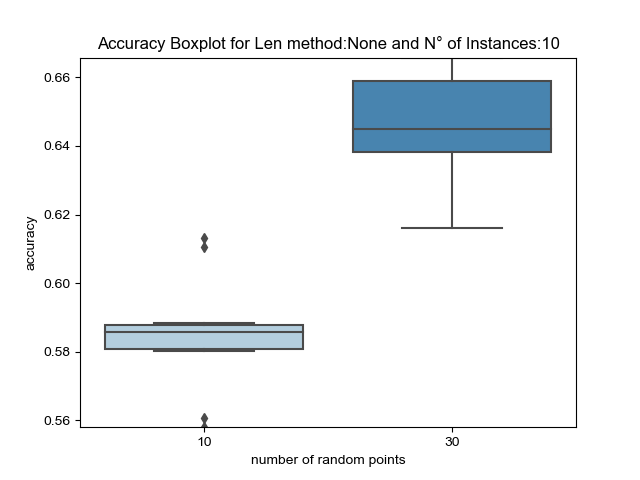 Accuracy Boxplot for Len method:None and N° of Instances:10
0.66
0.64
0.62
0.60
0.58
0.56
accuracy
10
30
number of random points